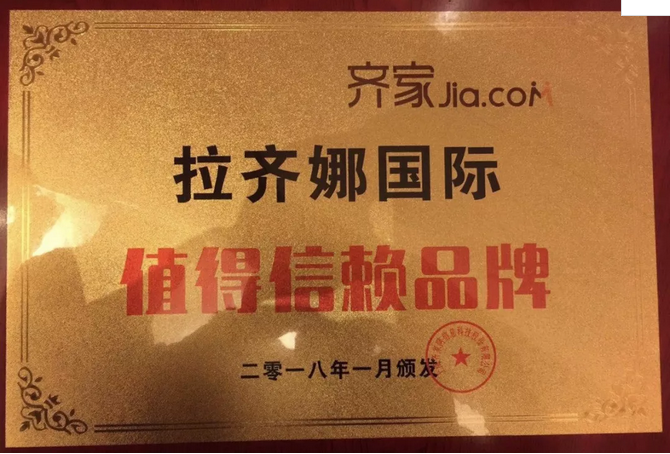 齐家Jia.com
拉齐娜国际
值得信赖品牌
二零一八年一月颁发